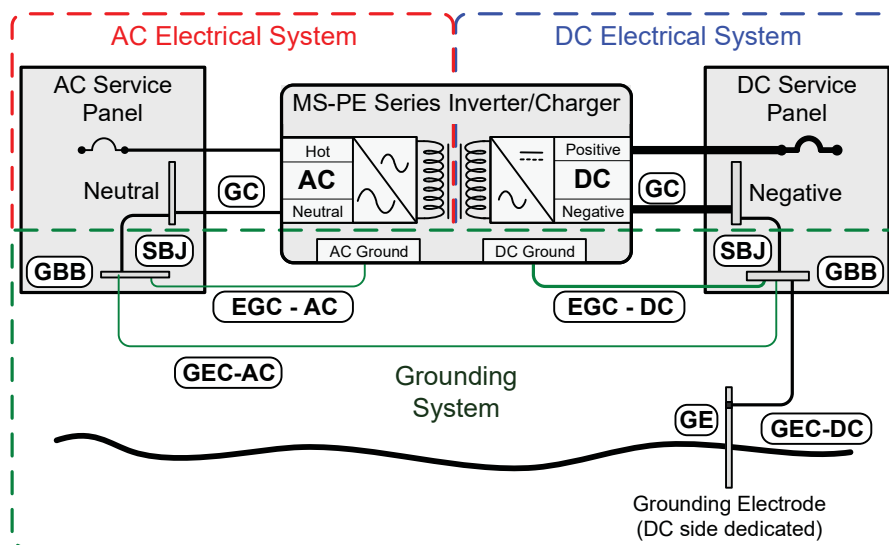 AC Electrical System
DC Electrical System
AC Service
Panel
MS-PE Series Inverter/Charger
DC Service
Panel
Hot
AC
Neutral
Positive
DC
Negative
Neutral
GC
GC
Negative
GBB
SBJ
AC Ground
DC Ground
SBJ
GBB
EGC - AC
EGC - DC
GEC-AC
Grounding
System
GE
GEC-DC
Grounding Electrode
(DC side dedicated)